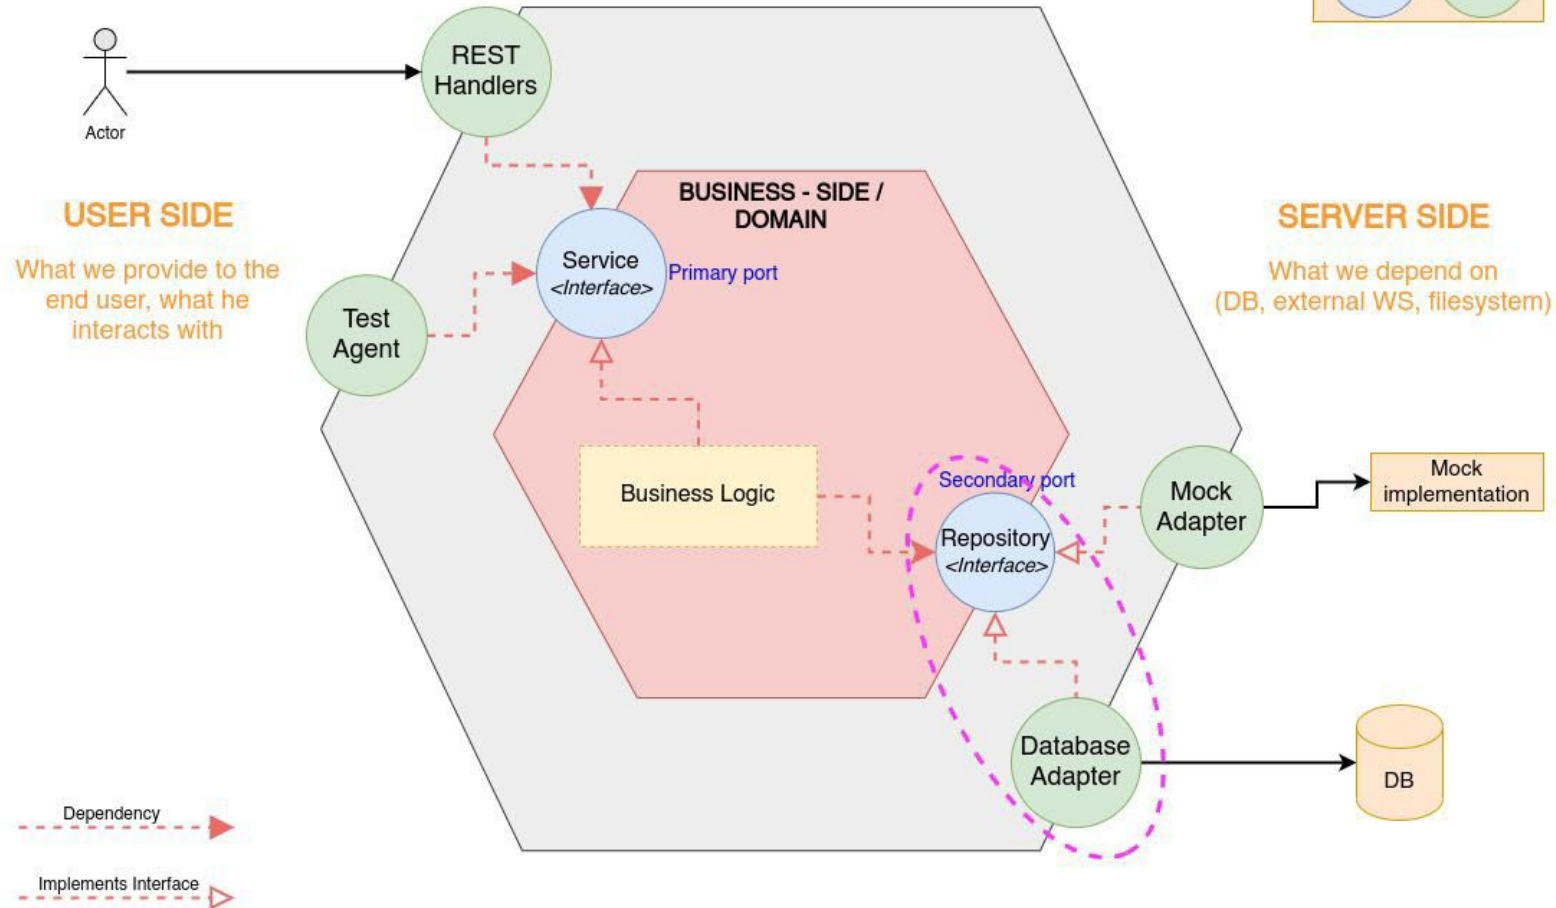 REST
Handlers
Actor
USER SIDE
What we provide to the
end user, what he
interacts with
BUSINESS - SIDE /
DOMAIN
Service
<Interface>
Primary port
Test
Agent
SERVER SIDE
What we depend on
(DB, external WS, filesystem)
Business Logic
Secondary port
Repository
<Interface>
Mock
Adapter
Mock
implementation
Database
Adapter
DB
Dependency
Implements Interface